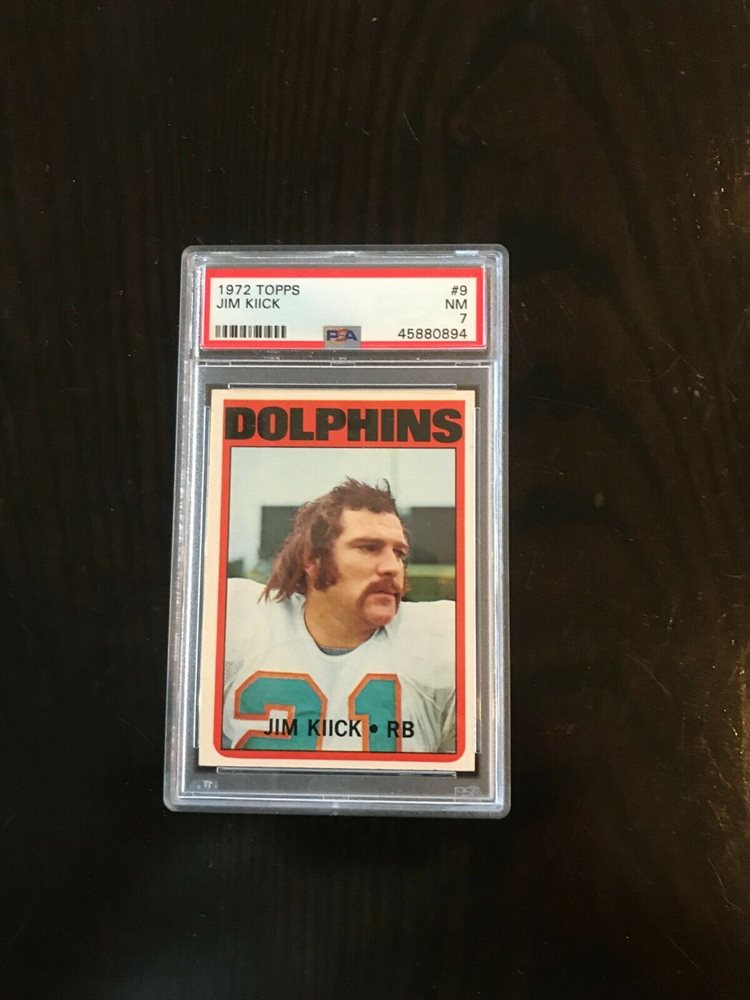 1972 TOPPS #9
JIM KIICK NM
7
PSA 45880894
DOLPHINS
21
JIM KIICK • RB